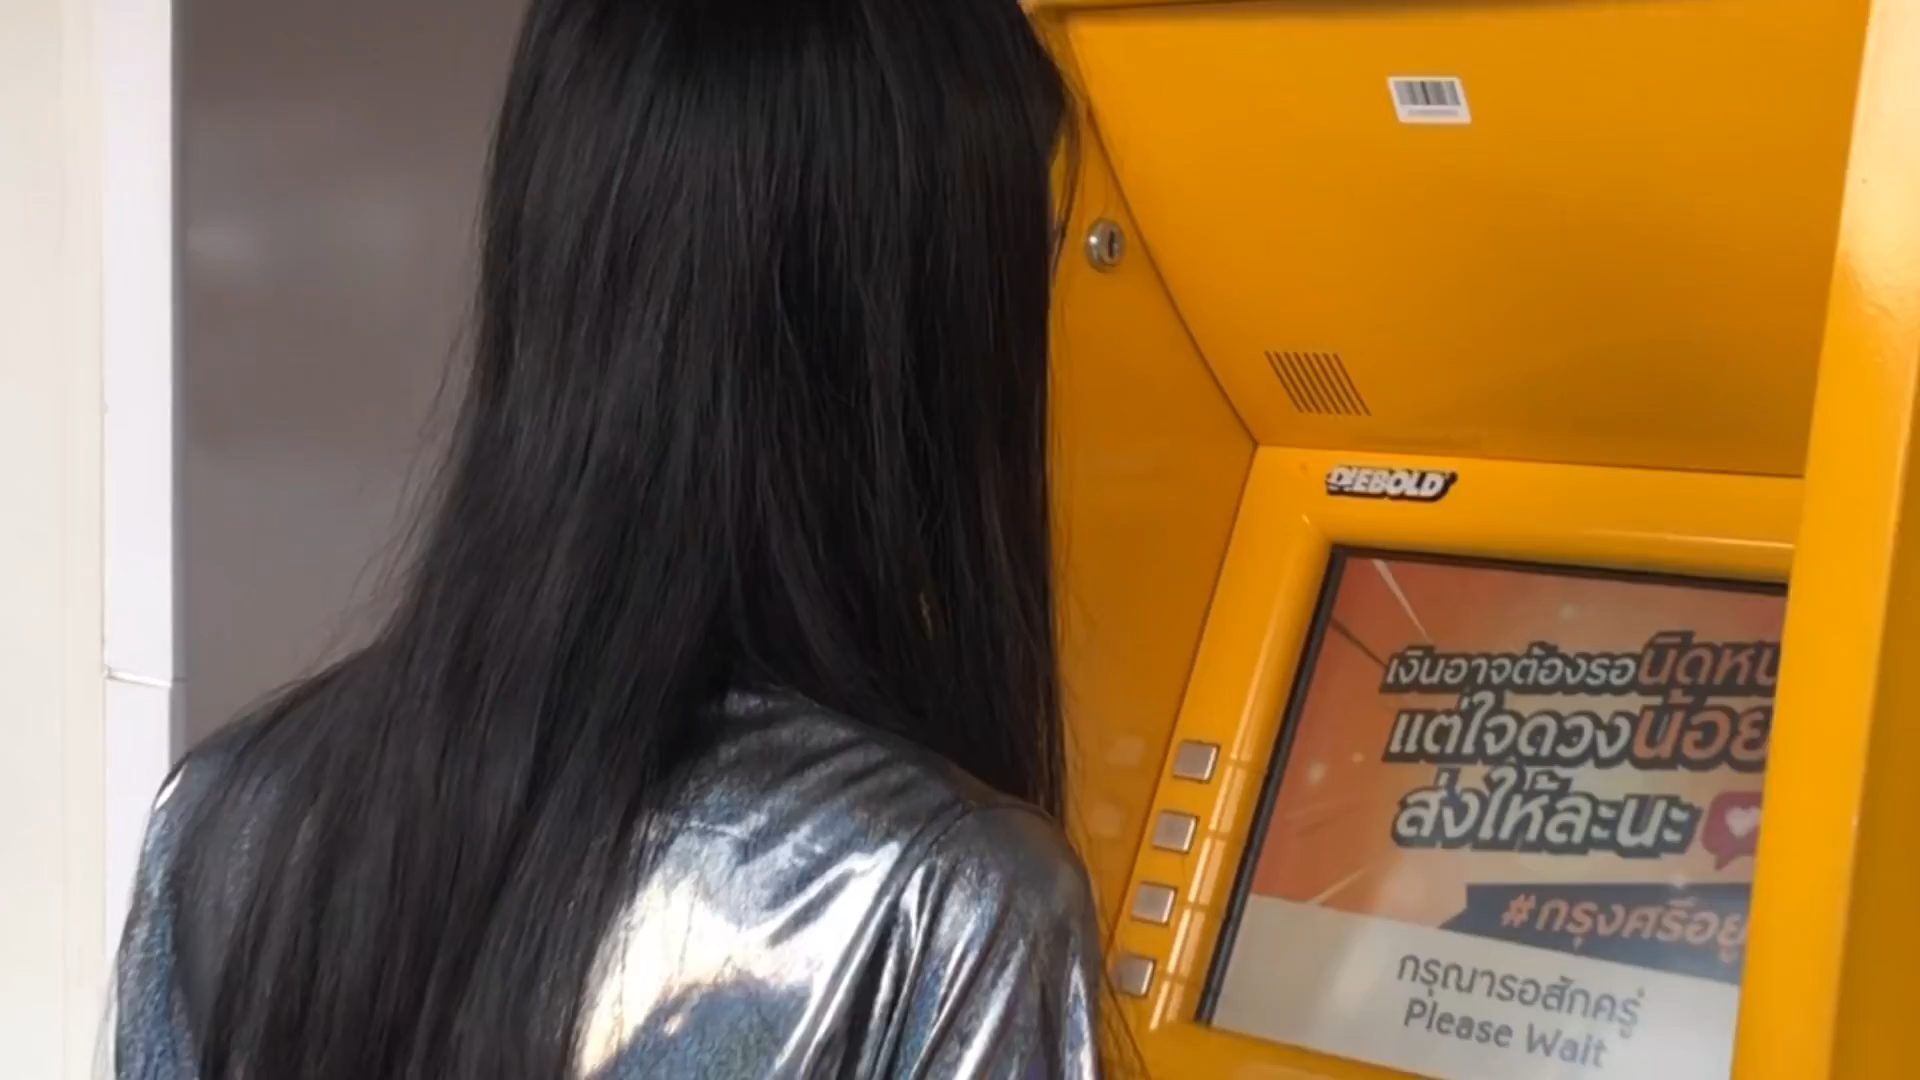 DIEBOLD
เงินอาจต้องรอนิดหน
แต่ใจดวงน้อย
ส่งให้ละนะ
#กรุงศรีอยู
กรุณารอสักครู่
Please Wait